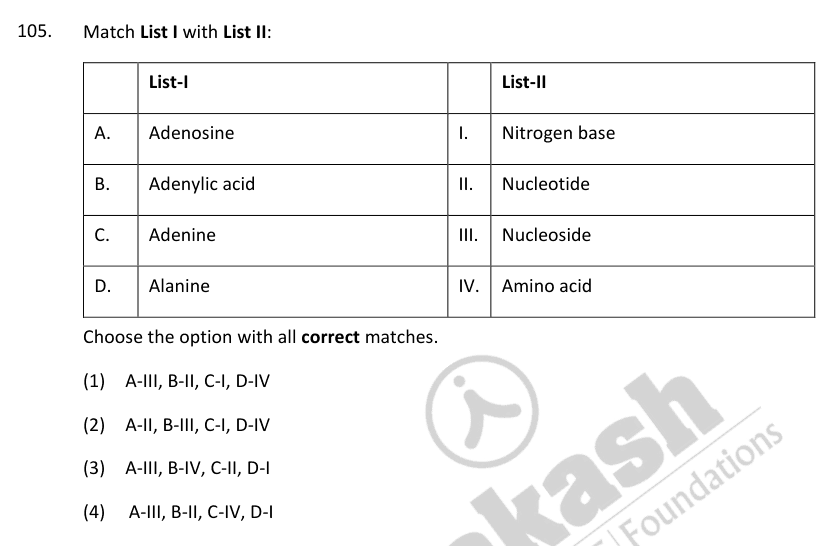 105. Match List I with List II:
List-I List-II
A. Adenosine I. Nitrogen base
B. Adenylic acid II. Nucleotide
C. Adenine III. Nucleoside
D. Alanine IV. Amino acid
Choose the option with all correct matches.
(1) A-III, B-II, C-I, D-IV
(2) A-II, B-III, C-I, D-IV
(3) A-III, B-IV, C-II, D-I
(4) A-III, B-II, C-IV, D-I
kash
Foundations